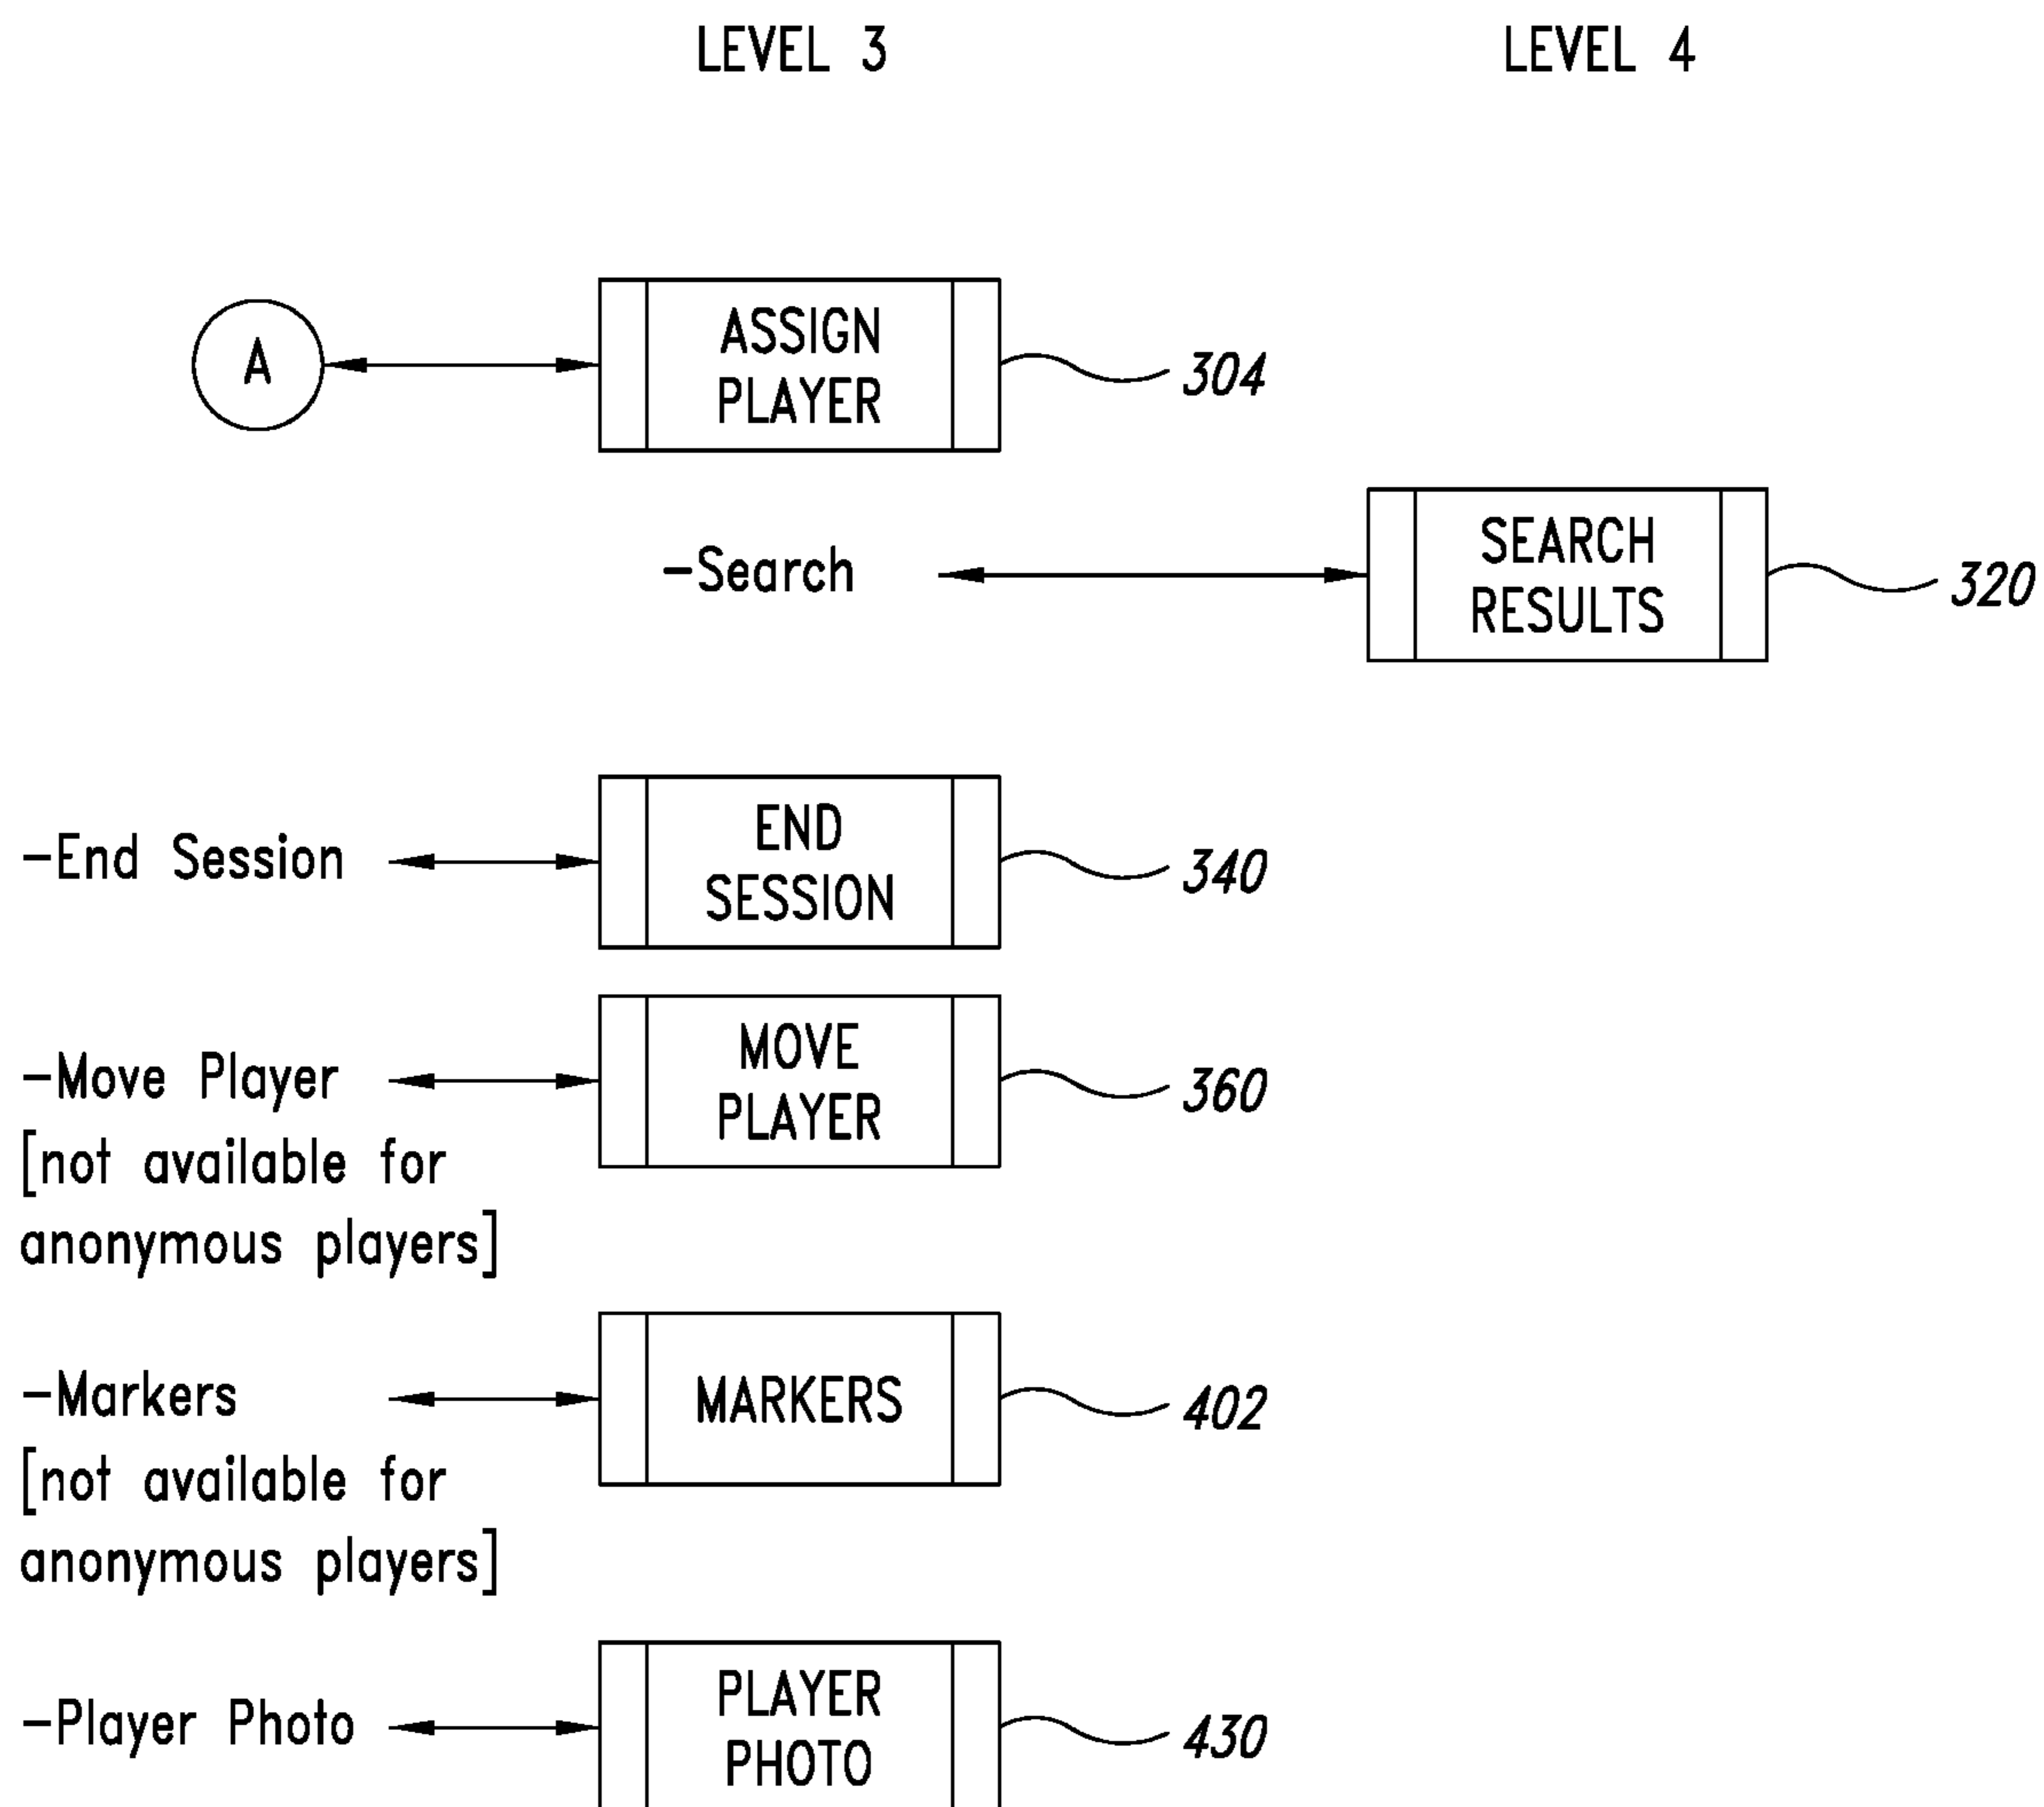 LEVEL 3
LEVEL 4
A
ASSIGN
PLAYER
304
-Search
SEARCH
RESULTS
320
-End Session
END
SESSION
340
-Move Player
[not available for
anonymous players]
MOVE
PLAYER
360
-Markers
[not available for
anonymous players]
MARKERS
402
-Player Photo
PLAYER
PHOTO
430